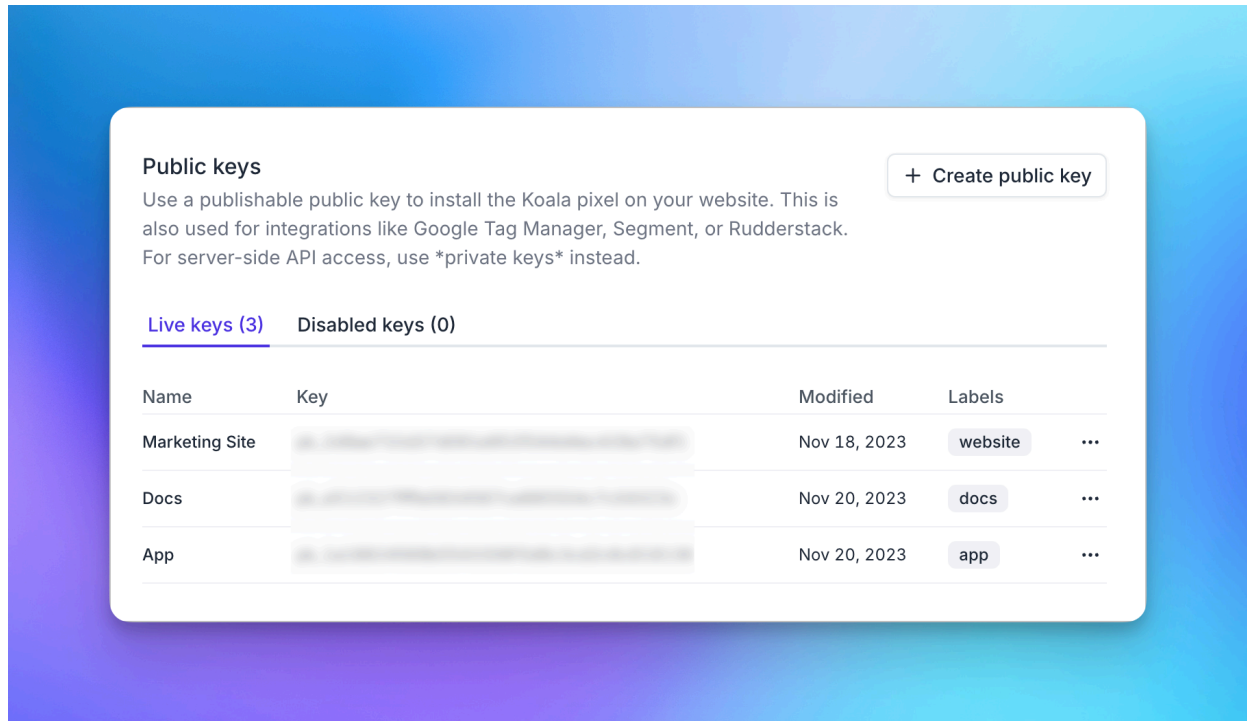 Public keys
+ Create public key
Use a publishable public key to install the Koala pixel on your website. This is
also used for integrations like Google Tag Manager, Segment, or Rudderstack.
For server-side API access, use *private keys* instead.
Live keys (3) Disabled keys (0)
Name Key Modified Labels
Marketing Site Nov 18, 2023 website ···
Docs Nov 20, 2023 docs ···
App Nov 20, 2023 app ···